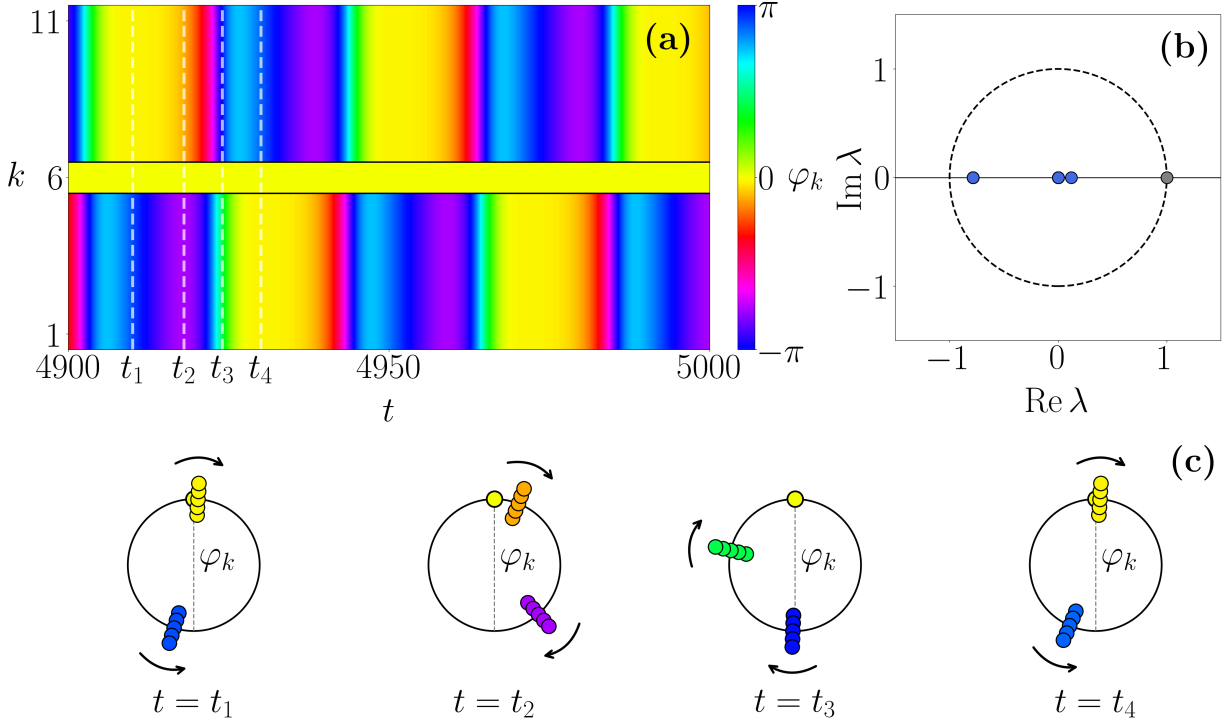 11
(a)
π
(b)
1
k
6
0
φ_k
Im λ
0
1
−π
−1
4900
t_1
t_2
t_3
t_4
4950
5000
−1
0
1
t
Re λ
(c)
φ_k
φ_k
φ_k
φ_k
t = t_1
t = t_2
t = t_3
t = t_4